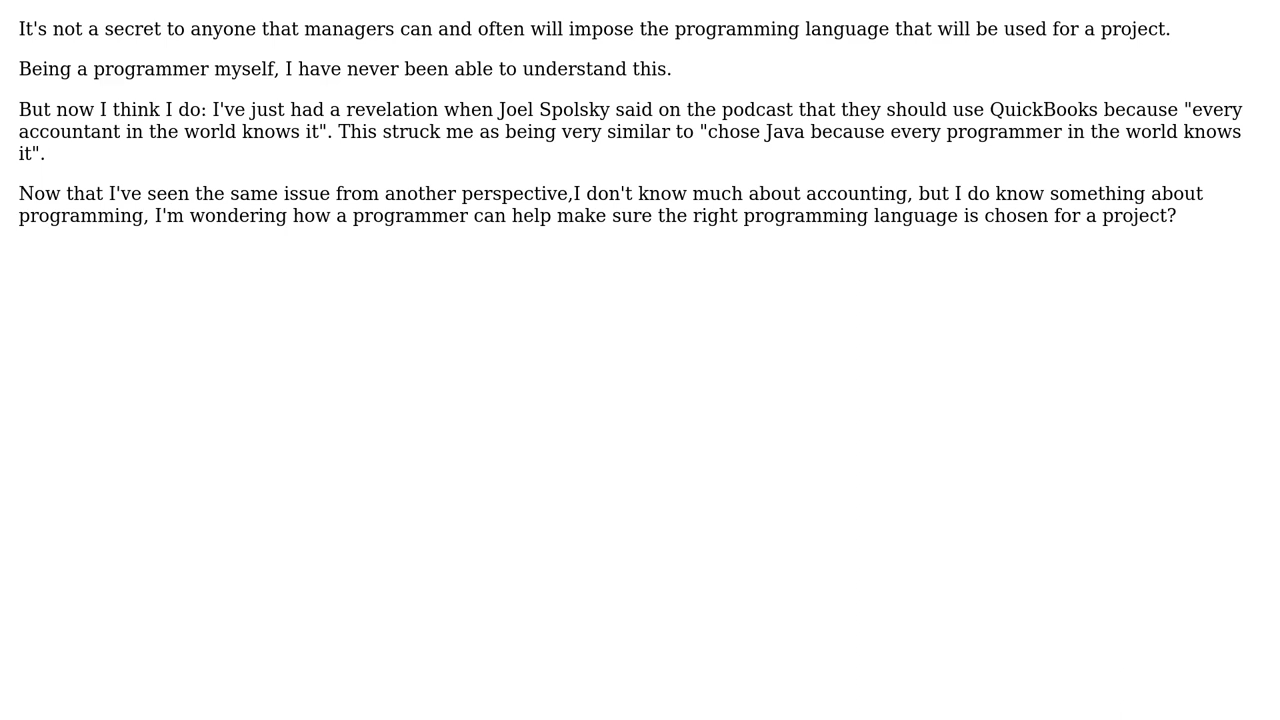 It's not a secret to anyone that managers can and often will impose the programming language that will be used for a project.
Being a programmer myself, I have never been able to understand this.
But now I think I do: I've just had a revelation when Joel Spolsky said on the podcast that they should use QuickBooks because "every
accountant in the world knows it". This struck me as being very similar to "chose Java because every programmer in the world knows
it".
Now that I've seen the same issue from another perspective,I don't know much about accounting, but I do know something about
programming, I'm wondering how a programmer can help make sure the right programming language is chosen for a project?